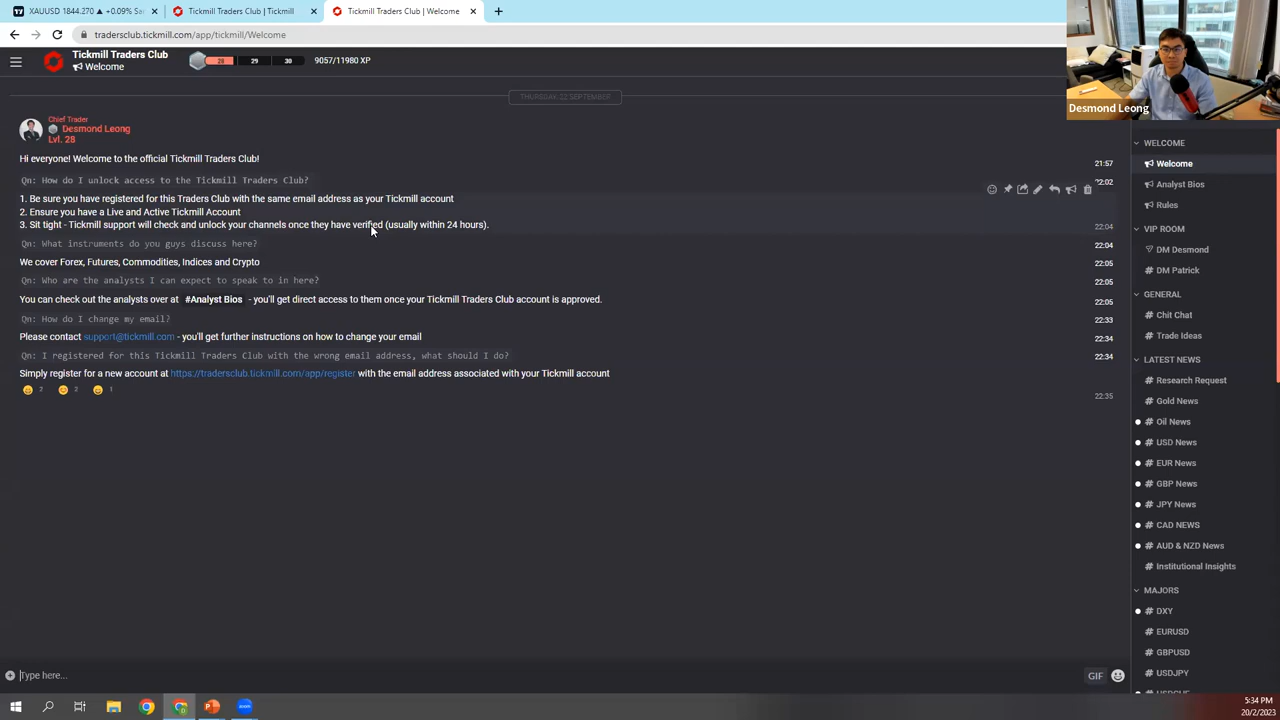 XAUUSD 1844.270 ▲ +0.09%
Tickmill Traders Club | Tickmill
Tickmill Traders Club | Welcome
tradersclub.tickmill.com/app/tickmill/Welcome
Tickmill Traders Club
Welcome
28
29
30
9057/11980 XP
Desmond Leong
THURSDAY, 22 SEPTEMBER
Chief Trader
Desmond Leong
Lvl. 28
Hi everyone! Welcome to the official Tickmill Traders Club!
21:57
Qn: How do I unlock access to the Tickmill Traders Club?
22:02
1. Be sure you have registered for this Traders Club with the same email address as your Tickmill account
2. Ensure you have a Live and Active Tickmill Account
3. Sit tight - Tickmill support will check and unlock your channels once they have verified (usually within 24 hours).
22:04
Qn: What instruments do you guys discuss here?
22:04
We cover Forex, Futures, Commodities, Indices and Crypto
22:05
Qn: Who are the analysts I can expect to speak to in here?
22:05
You can check out the analysts over at #Analyst Bios - you'll get direct access to them once your Tickmill Traders Club account is approved.
22:05
Qn: How do I change my email?
22:33
Please contact support@tickmill.com - you'll get further instructions on how to change your email
22:34
Qn: I registered for this Tickmill Traders Club with the wrong email address, what should I do?
22:34
Simply register for a new account at https://tradersclub.tickmill.com/app/register with the email address associated with your Tickmill account
2
2
1
22:35
WELCOME
Welcome
Analyst Bios
Rules
VIP ROOM
DM Desmond
# DM Patrick
GENERAL
# Chit Chat
# Trade Ideas
LATEST NEWS
# Research Request
# Gold News
# Oil News
# USD News
# EUR News
# GBP News
# JPY News
# CAD NEWS
# AUD & NZD News
# Institutional Insights
MAJORS
# DXY
# EURUSD
# GBPUSD
# USDJPY
Type here...
GIF
5:34 PM
20/2/2023